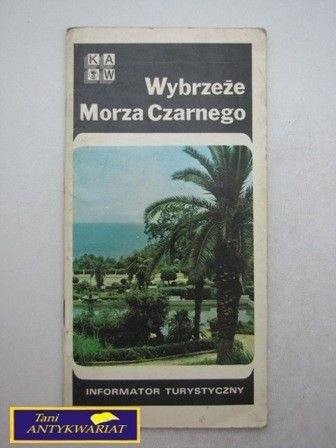 K A
W
Wybrzeże
Morza Czarnego
INFORMATOR TURYSTYCZNY
Tani
ANTYKWARIAT